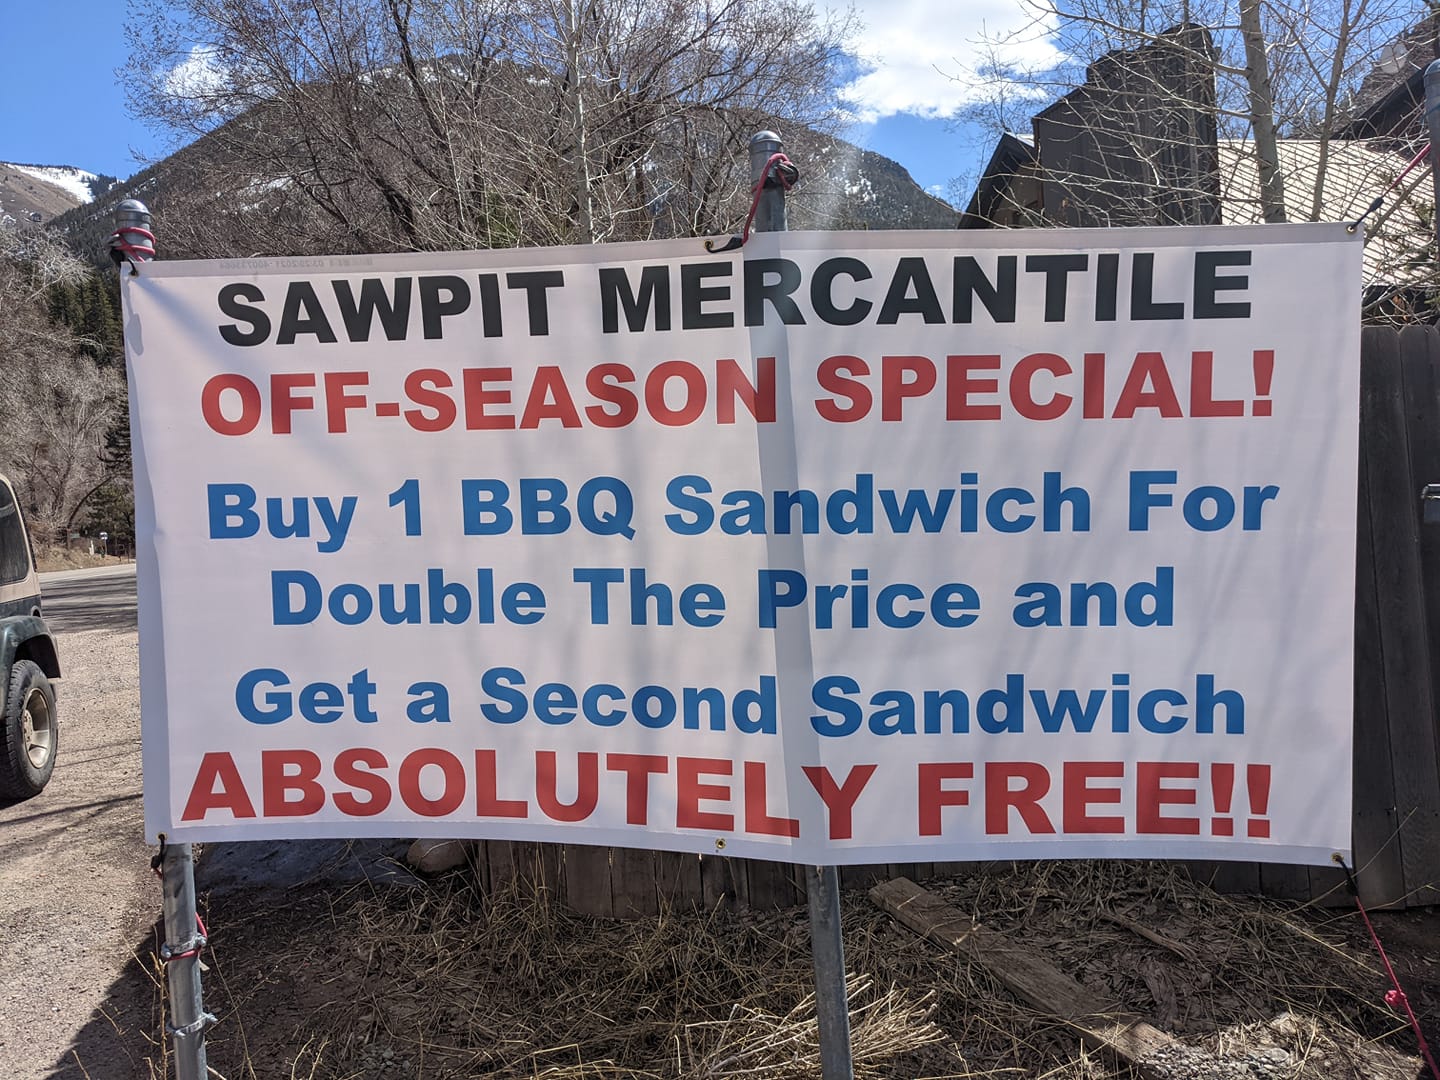 SAWPIT MERCANTILE
OFF-SEASON SPECIAL!
Buy 1 BBQ Sandwich For
Double The Price and
Get a Second Sandwich
ABSOLUTELY FREE!!